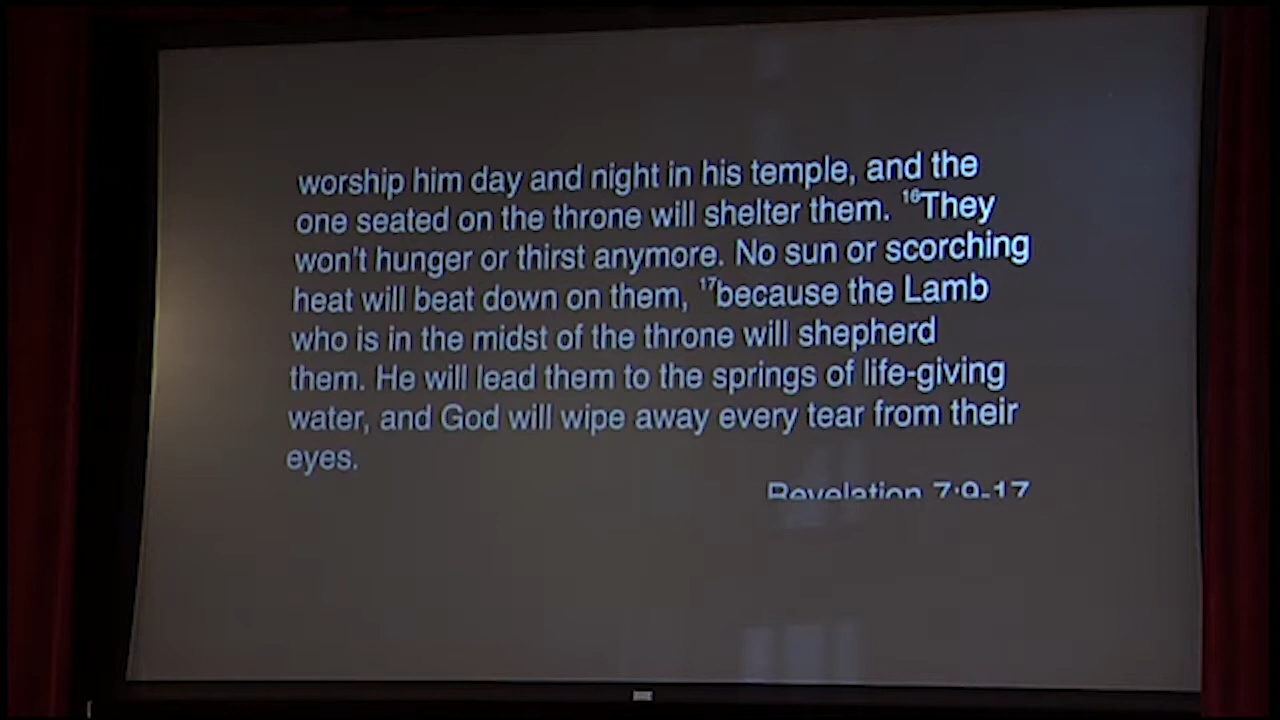 worship him day and night in his temple, and the
one seated on the throne will shelter them. 16They
won't hunger or thirst anymore. No sun or scorching
heat will beat down on them, 17because the Lamb
who is in the midst of the throne will shepherd
them. He will lead them to the springs of life-giving
water, and God will wipe away every tear from their
eyes.
Revelation 7:9-17